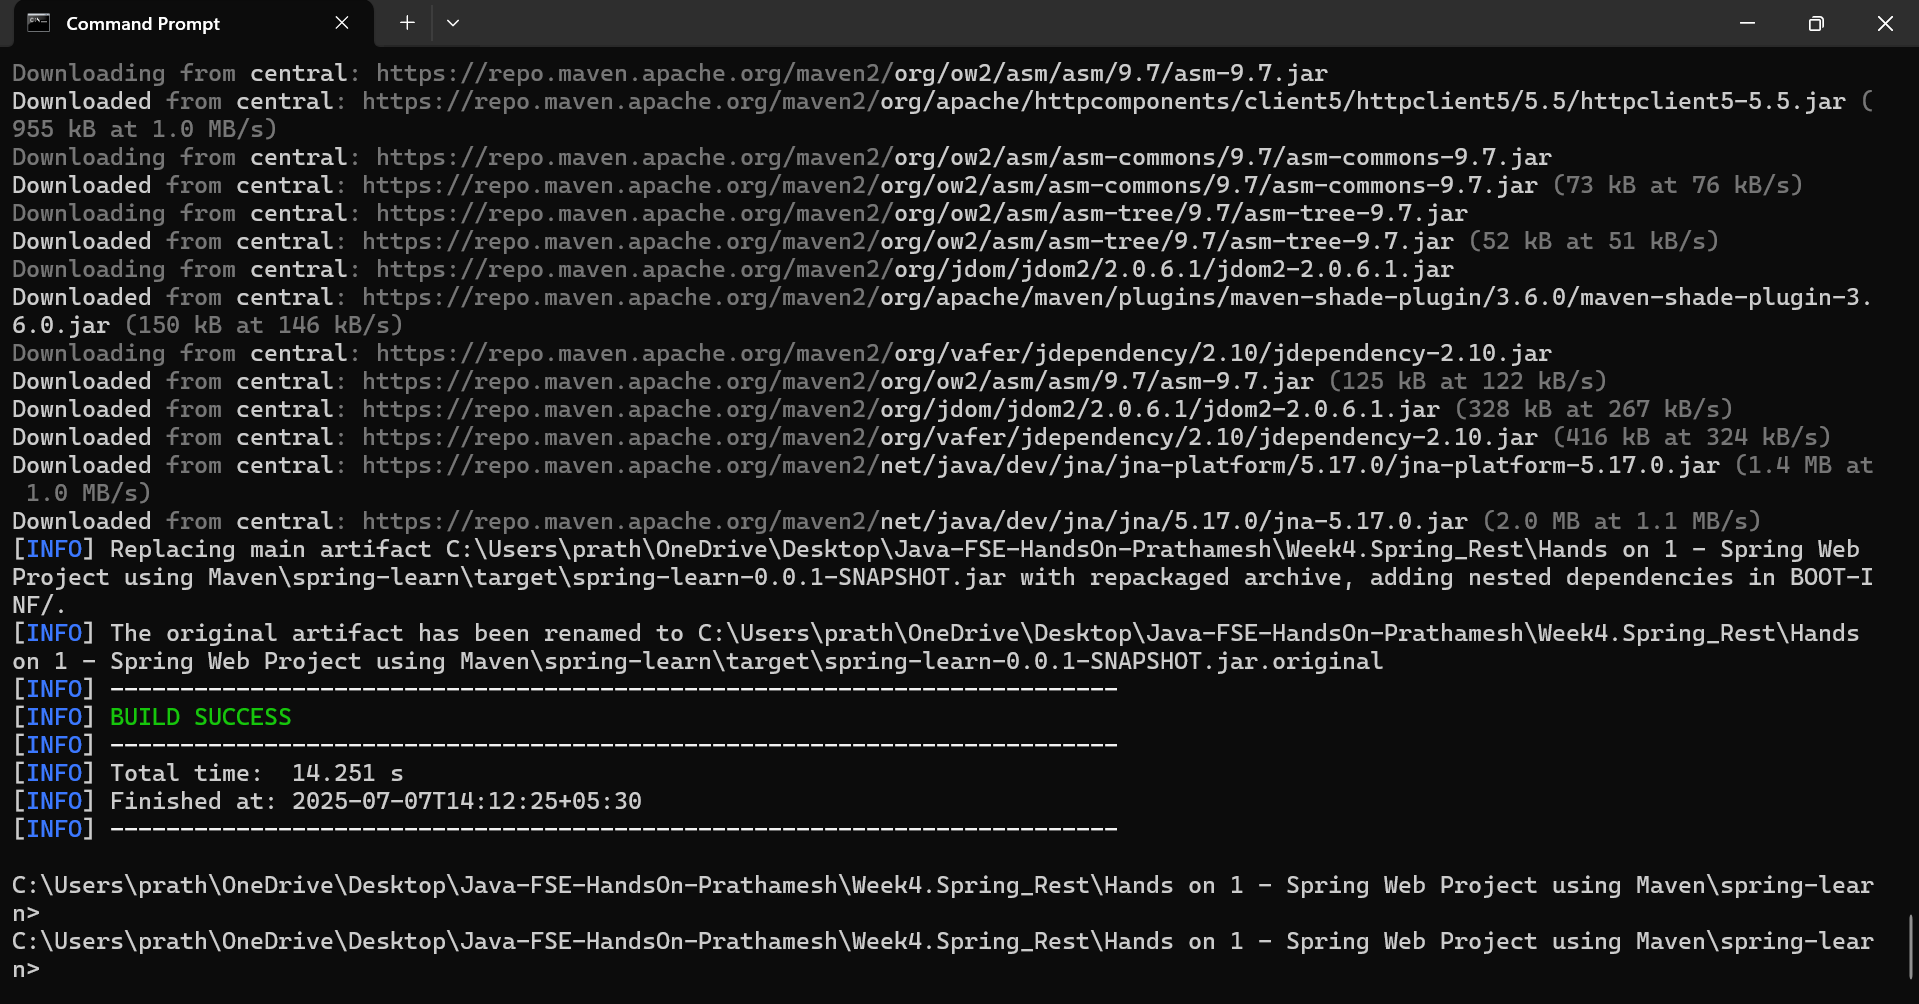 Command Prompt
Downloading from central: https://repo.maven.apache.org/maven2/org/ow2/asm/asm/9.7/asm-9.7.jar
Downloaded from central: https://repo.maven.apache.org/maven2/org/apache/httpcomponents/client5/httpclient5/5.5/httpclient5-5.5.jar (
955 kB at 1.0 MB/s)
Downloading from central: https://repo.maven.apache.org/maven2/org/ow2/asm/asm-commons/9.7/asm-commons-9.7.jar
Downloaded from central: https://repo.maven.apache.org/maven2/org/ow2/asm/asm-commons/9.7/asm-commons-9.7.jar (73 kB at 76 kB/s)
Downloading from central: https://repo.maven.apache.org/maven2/org/ow2/asm/asm-tree/9.7/asm-tree-9.7.jar
Downloaded from central: https://repo.maven.apache.org/maven2/org/ow2/asm/asm-tree/9.7/asm-tree-9.7.jar (52 kB at 51 kB/s)
Downloading from central: https://repo.maven.apache.org/maven2/org/jdom/jdom2/2.0.6.1/jdom2-2.0.6.1.jar
Downloaded from central: https://repo.maven.apache.org/maven2/org/apache/maven/plugins/maven-shade-plugin/3.6.0/maven-shade-plugin-3.
6.0.jar (150 kB at 146 kB/s)
Downloading from central: https://repo.maven.apache.org/maven2/org/vafer/jdependency/2.10/jdependency-2.10.jar
Downloaded from central: https://repo.maven.apache.org/maven2/org/ow2/asm/asm/9.7/asm-9.7.jar (125 kB at 122 kB/s)
Downloaded from central: https://repo.maven.apache.org/maven2/org/jdom/jdom2/2.0.6.1/jdom2-2.0.6.1.jar (328 kB at 267 kB/s)
Downloaded from central: https://repo.maven.apache.org/maven2/org/vafer/jdependency/2.10/jdependency-2.10.jar (416 kB at 324 kB/s)
Downloaded from central: https://repo.maven.apache.org/maven2/net/java/dev/jna/jna-platform/5.17.0/jna-platform-5.17.0.jar (1.4 MB at
 1.0 MB/s)
Downloaded from central: https://repo.maven.apache.org/maven2/net/java/dev/jna/jna/5.17.0/jna-5.17.0.jar (2.0 MB at 1.1 MB/s)
[INFO] Replacing main artifact C:\Users\prath\OneDrive\Desktop\Java-FSE-HandsOn-Prathamesh\Week4.Spring_Rest\Hands on 1 - Spring Web
Project using Maven\spring-learn\target\spring-learn-0.0.1-SNAPSHOT.jar with repackaged archive, adding nested dependencies in BOOT-I
NF/.
[INFO] The original artifact has been renamed to C:\Users\prath\OneDrive\Desktop\Java-FSE-HandsOn-Prathamesh\Week4.Spring_Rest\Hands
on 1 - Spring Web Project using Maven\spring-learn\target\spring-learn-0.0.1-SNAPSHOT.jar.original
[INFO] ------------------------------------------------------------------------
[INFO] BUILD SUCCESS
[INFO] ------------------------------------------------------------------------
[INFO] Total time:  14.251 s
[INFO] Finished at: 2025-07-07T14:12:25+05:30
[INFO] ------------------------------------------------------------------------
C:\Users\prath\OneDrive\Desktop\Java-FSE-HandsOn-Prathamesh\Week4.Spring_Rest\Hands on 1 - Spring Web Project using Maven\spring-lear
n>
C:\Users\prath\OneDrive\Desktop\Java-FSE-HandsOn-Prathamesh\Week4.Spring_Rest\Hands on 1 - Spring Web Project using Maven\spring-lear
n>